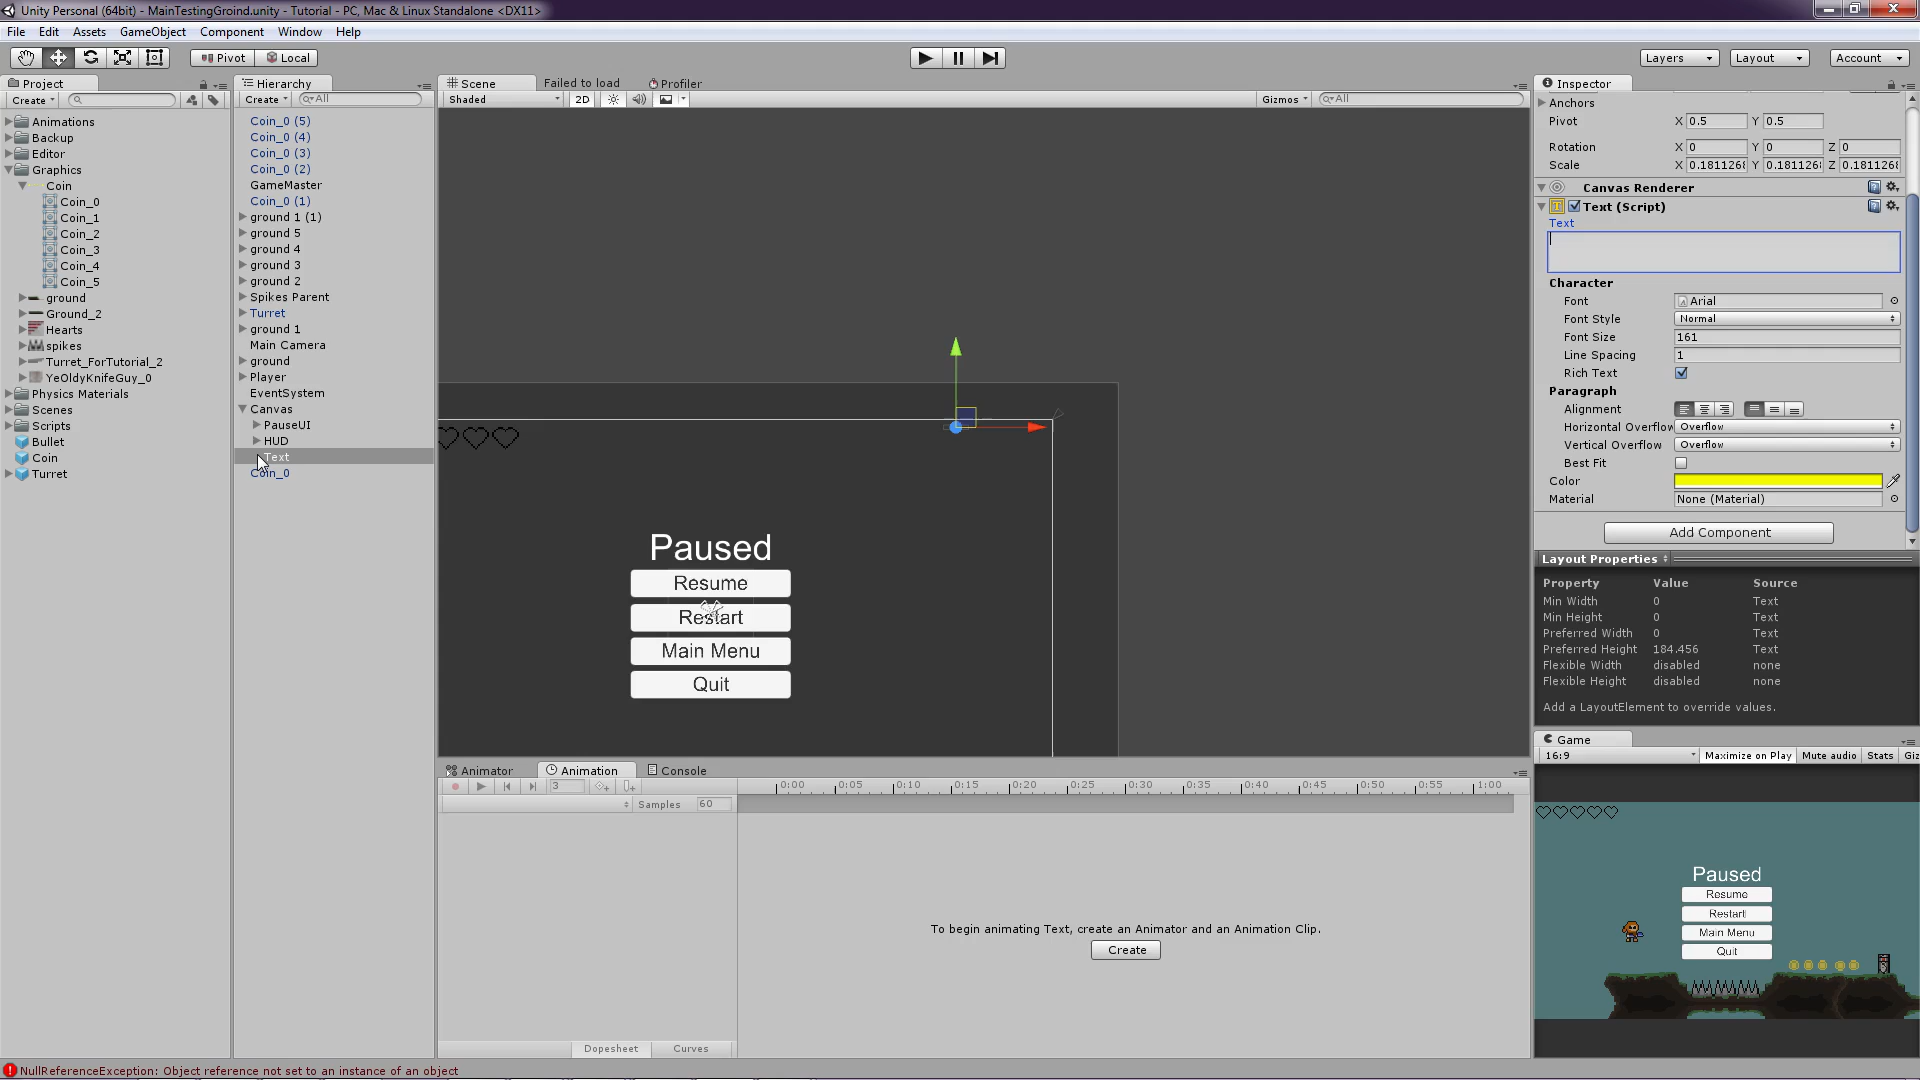 Unity Personal (64bit) - MainTestingGroind.unity - Tutorial - PC, Mac & Linux Standalone <DX11>
File Edit Assets GameObject Component Window Help
Pivot Local Layers Layout Account
Project
Create
Animations
Backup
Editor
Graphics
Coin
Coin_0
Coin_1
Coin_2
Coin_3
Coin_4
Coin_5
ground
Ground_2
Hearts
spikes
Turret_ForTutorial_2
YeOldyKnifeGuy_0
Physics Materials
Scenes
Scripts
Bullet
Coin
Turret
Hierarchy
Create All
Coin_0 (5)
Coin_0 (4)
Coin_0 (3)
Coin_0 (2)
GameMaster
Coin_0 (1)
ground 1 (1)
ground 5
ground 4
ground 3
ground 2
Spikes Parent
Turret
ground 1
Main Camera
ground
Player
EventSystem
Canvas
PauseUI
HUD
Text
Coin_0
Scene Failed to load Profiler
Shaded 2D Gizmos All
Paused
Resume
Restart
Main Menu
Quit
Animator Animation Console
3 0:00 0:05 0:10 0:15 0:20 0:25 0:30 0:35 0:40 0:45 0:50 0:55 1:00
Samples 60
To begin animating Text, create an Animator and an Animation Clip.
Create
Dopesheet Curves
Inspector
Anchors
Pivot X 0.5 Y 0.5
Rotation X 0 Y 0 Z 0
Scale X 0.181126 Y 0.181126 Z 0.181126
Canvas Renderer
Text (Script)
Text
Character
Font Arial
Font Style Normal
Font Size 161
Line Spacing 1
Rich Text
Paragraph
Alignment
Horizontal Overflow Overflow
Vertical Overflow Overflow
Best Fit
Color
Material None (Material)
Add Component
Layout Properties
Property Value Source
Min Width 0 Text
Min Height 0 Text
Preferred Width 0 Text
Preferred Height 184.456 Text
Flexible Width disabled none
Flexible Height disabled none
Add a LayoutElement to override values.
Game
16:9 Maximize on Play Mute audio Stats Giz
Paused
Resume
Restart
Main Menu
Quit
NullReferenceException: Object reference not set to an instance of an object